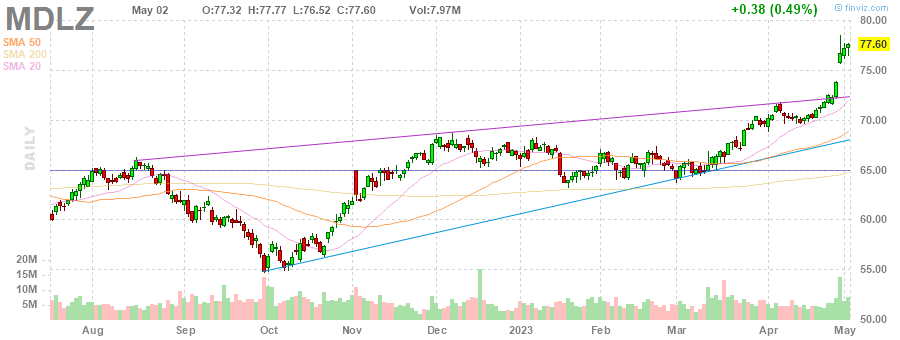 MDLZ May 02 O:77.32 H:77.77 L:76.52 C:77.60 Vol:7.97M +0.38 (0.49%) © finviz.com
SMA 50
SMA 200
SMA 20
DAILY
80.00
77.60
75.00
70.00
65.00
60.00
55.00
50.00
20M
15M
10M
5M
Aug Sep Oct Nov Dec 2023 Feb Mar Apr May